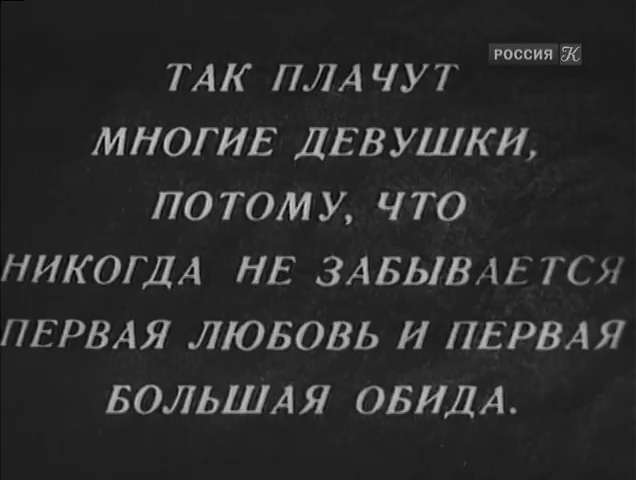 РОССИЯ К
ТАК ПЛАЧУТ
МНОГИЕ ДЕВУШКИ,
ПОТОМУ, ЧТО
НИКОГДА НЕ ЗАБЫВАЕТСЯ
ПЕРВАЯ ЛЮБОВЬ И ПЕРВАЯ
БОЛЬШАЯ ОБИДА.